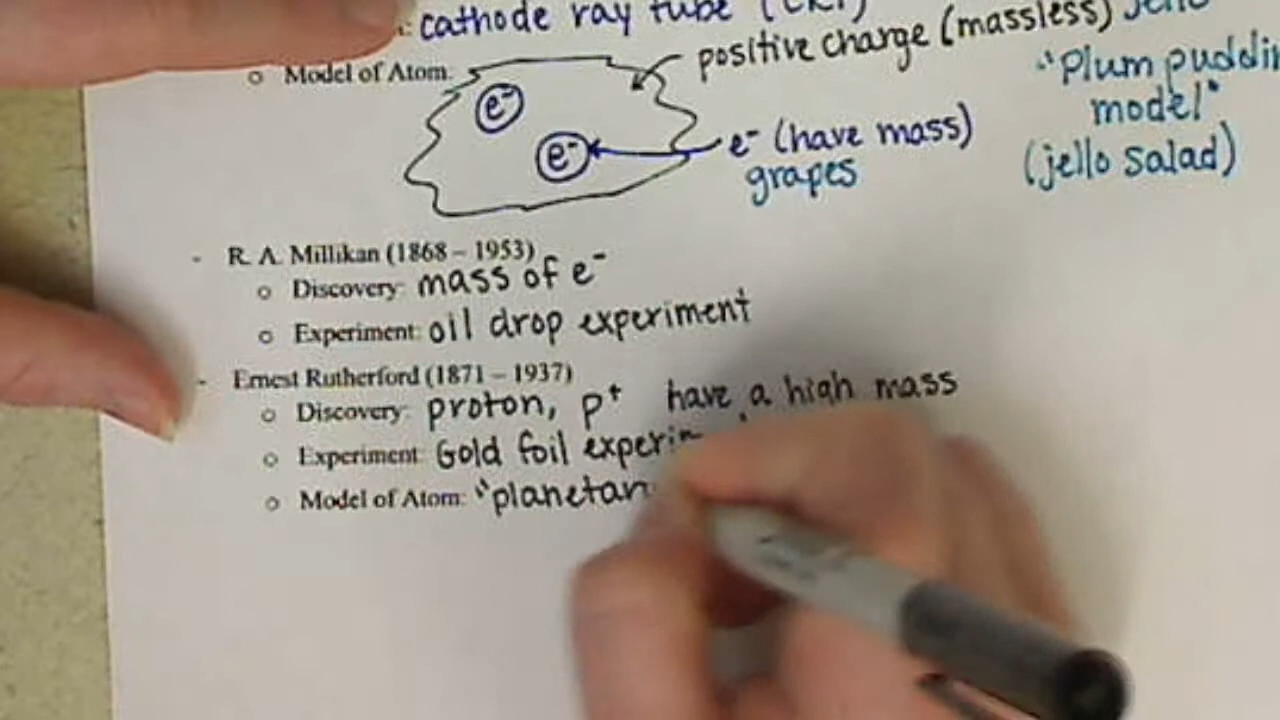 cathode ray tube (CRT)
positive charge (massless) Jello
o Model of Atom:
e⁻
e⁻
e⁻ (have mass)
grapes
"Plum
model"
(jello salad)
- R. A. Millikan (1868 – 1953)
o Discovery: mass of e⁻
o Experiment: oil drop experiment
- Ernest Rutherford (1871 – 1937)
o Discovery: proton, p⁺ have a high mass
o Experiment: Gold foil
o Model of Atom: "planetar